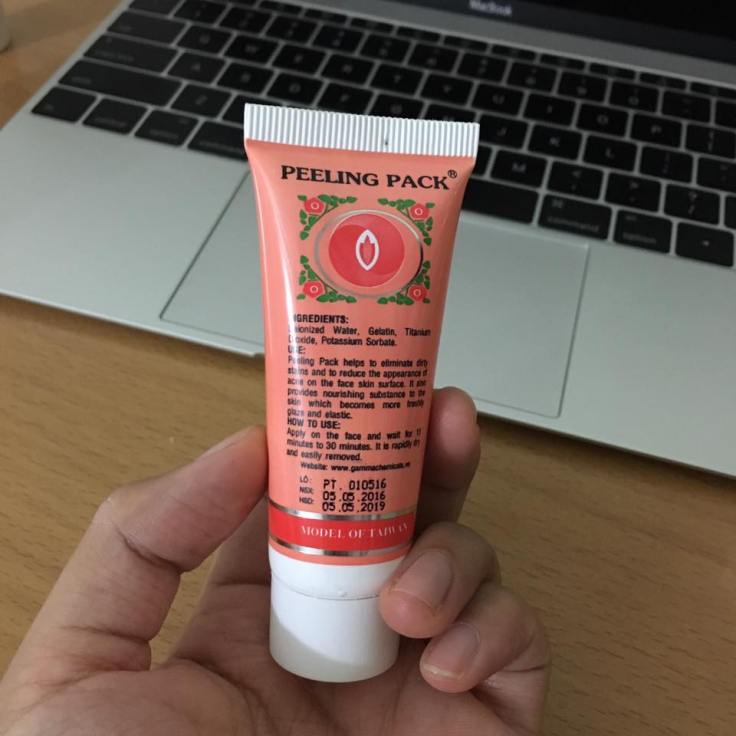 MacBook
PEELING PACK®
INGREDIENTS:
Deionized Water, Gelatin, Titanium
Dioxide, Potassium Sorbate.
USE:
Peeling Pack helps to eliminate dirty
stains and to reduce the appearance of
acne on the face skin surface. It also
provides nourishing substance to the
skin which becomes more freshly
glaze and elastic.
HOW TO USE:
Apply on the face and wait for 15
minutes to 30 minutes. It is rapidly dry
and easily removed.
Website: www.gammachemicals.vn
LÔ: PT. 010516
NSX: 05.05.2016
HSD: 05.05.2019
MODEL OF TAIWAN